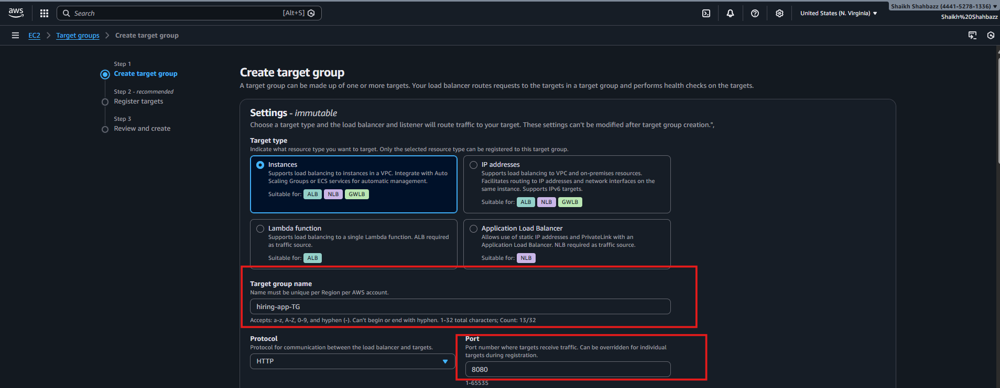 aws
Search
[Alt+S]
United States (N. Virginia)
Shaikh Shahbazz (4441-5278-1336)
Shaikh%20Shahbazz
EC2
Target groups
Create target group
Step 1
Create target group
Step 2 - recommended
Register targets
Step 3
Review and create
Create target group
A target group can be made up of one or more targets. Your load balancer routes requests to the targets in a target group and performs health checks on the targets.
Settings - immutable
Choose a target type and the load balancer and listener will route traffic to your target. These settings can't be modified after target group creation.",
Target type
Indicate what resource type you want to target. Only the selected resource type can be registered to this target group.
Instances
Supports load balancing to instances in a VPC. Integrate with Auto
Scaling Groups or ECS services for automatic management.
Suitable for: ALB NLB GWLB
IP addresses
Supports load balancing to VPC and on-premises resources.
Facilitates routing to IP addresses and network interfaces on the
same instance. Supports IPv6 targets.
Suitable for: ALB NLB GWLB
Lambda function
Supports load balancing to a single Lambda function. ALB required
as traffic source.
Suitable for: ALB
Application Load Balancer
Allows use of static IP addresses and PrivateLink with an
Application Load Balancer. NLB required as traffic source.
Suitable for: NLB
Target group name
Name must be unique per Region per AWS account.
hiring-app-TG
Accepts: a-z, A-Z, 0-9, and hyphen (-). Can't begin or end with hyphen. 1-32 total characters; Count: 13/32
Protocol
Protocol for communication between the load balancer and targets.
HTTP
Port
Port number where targets receive traffic. Can be overridden for individual
targets during registration.
8080
1-65535